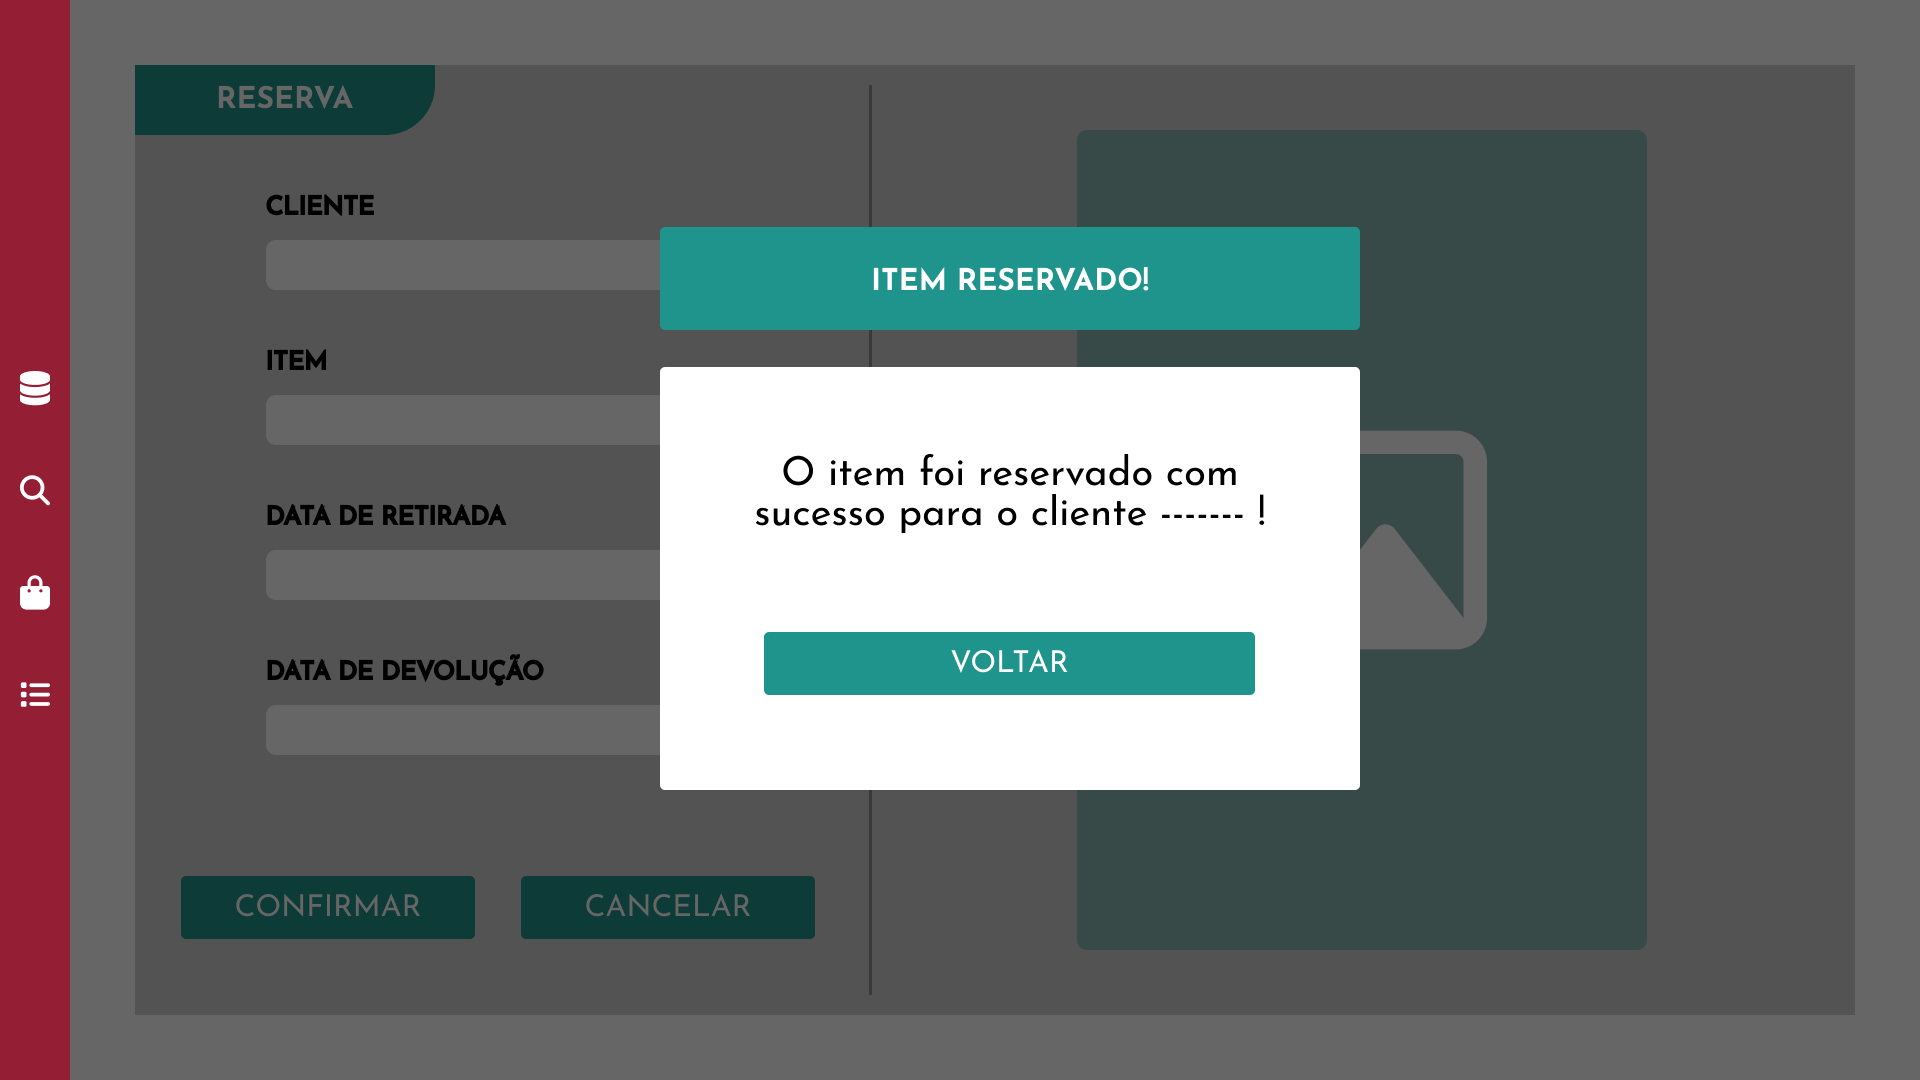 RESERVA
CLIENTE
ITEM
DATA DE RETIRADA
DATA DE DEVOLUÇÃO
CONFIRMAR
CANCELAR
ITEM RESERVADO!
O item foi reservado com
sucesso para o cliente ------- !
VOLTAR